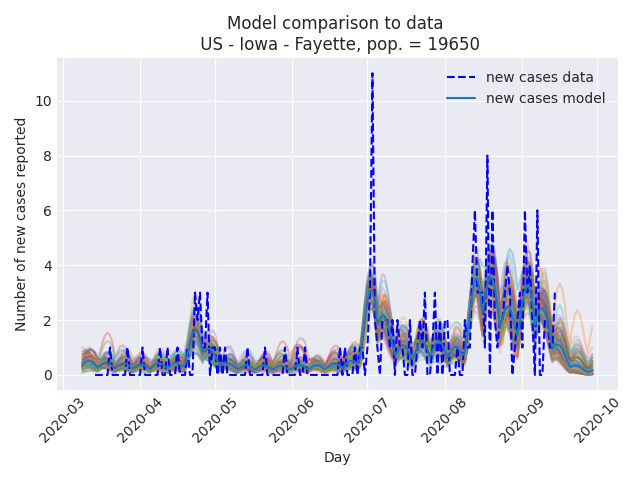 Model comparison to data
US - Iowa - Fayette, pop. = 19650
new cases data
new cases model
Number of new cases reported
10
8
6
4
2
0
2020-03
2020-04
2020-05
2020-06
2020-07
2020-08
2020-09
2020-10
Day